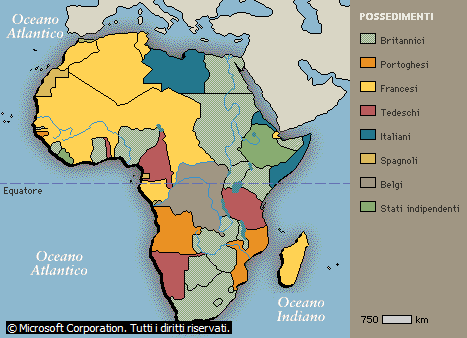 Oceano
Atlantico
Equatore
Oceano
Atlantico
Oceano
Indiano
© Microsoft Corporation. Tutti i diritti riservati.
POSSEDIMENTI
Britannici
Portoghesi
Francesi
Tedeschi
Italiani
Spagnoli
Belgi
Stati indipendenti
750 km